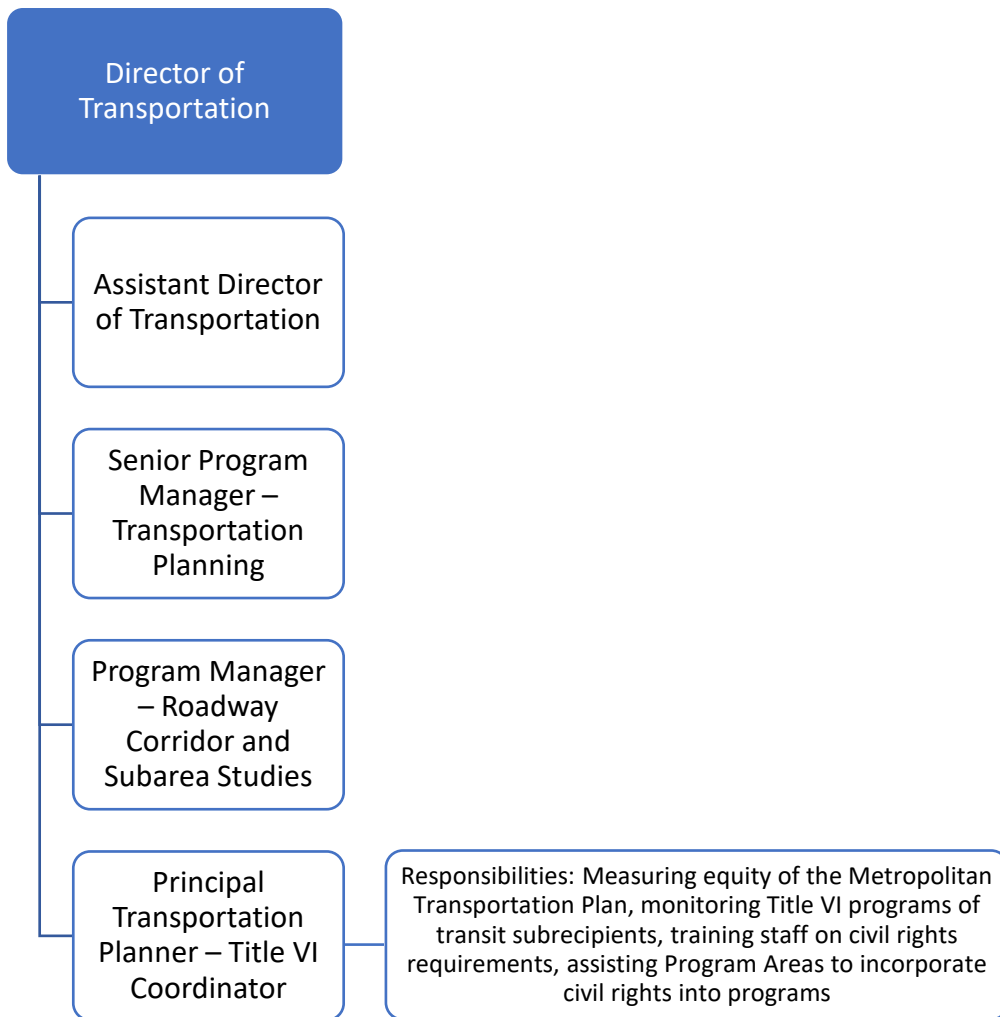 Director of
Transportation
Assistant Director
of Transportation
Senior Program
Manager –
Transportation
Planning
Program Manager
– Roadway
Corridor and
Subarea Studies
Principal
Transportation
Planner – Title VI
Coordinator
Responsibilities: Measuring equity of the Metropolitan
Transportation Plan, monitoring Title VI programs of
transit subrecipients, training staff on civil rights
requirements, assisting Program Areas to incorporate
civil rights into programs